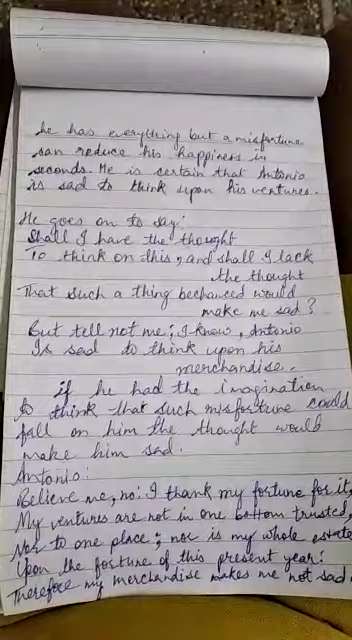 he has everything but a misfortune
can reduce his happiness in
seconds. He is certain that Antonio
is sad to think upon his ventures.
He goes on to say:
Shall I have the thought
To think on this, and shall I lack
the thought
That such a thing bechanced would
make me sad?
But tell not me; I know, Antonio
Is sad to think upon his
merchandise.
if he had the imagination
to think that such misfortune could
fall on him the thought would
make him sad.
Antonio:
Believe me, no: I thank my fortune for it,
My ventures are not in one bottom trusted,
Nor to one place; nor is my whole estate
Upon the fortune of this present year:
Therefore my merchandise makes me not sad.